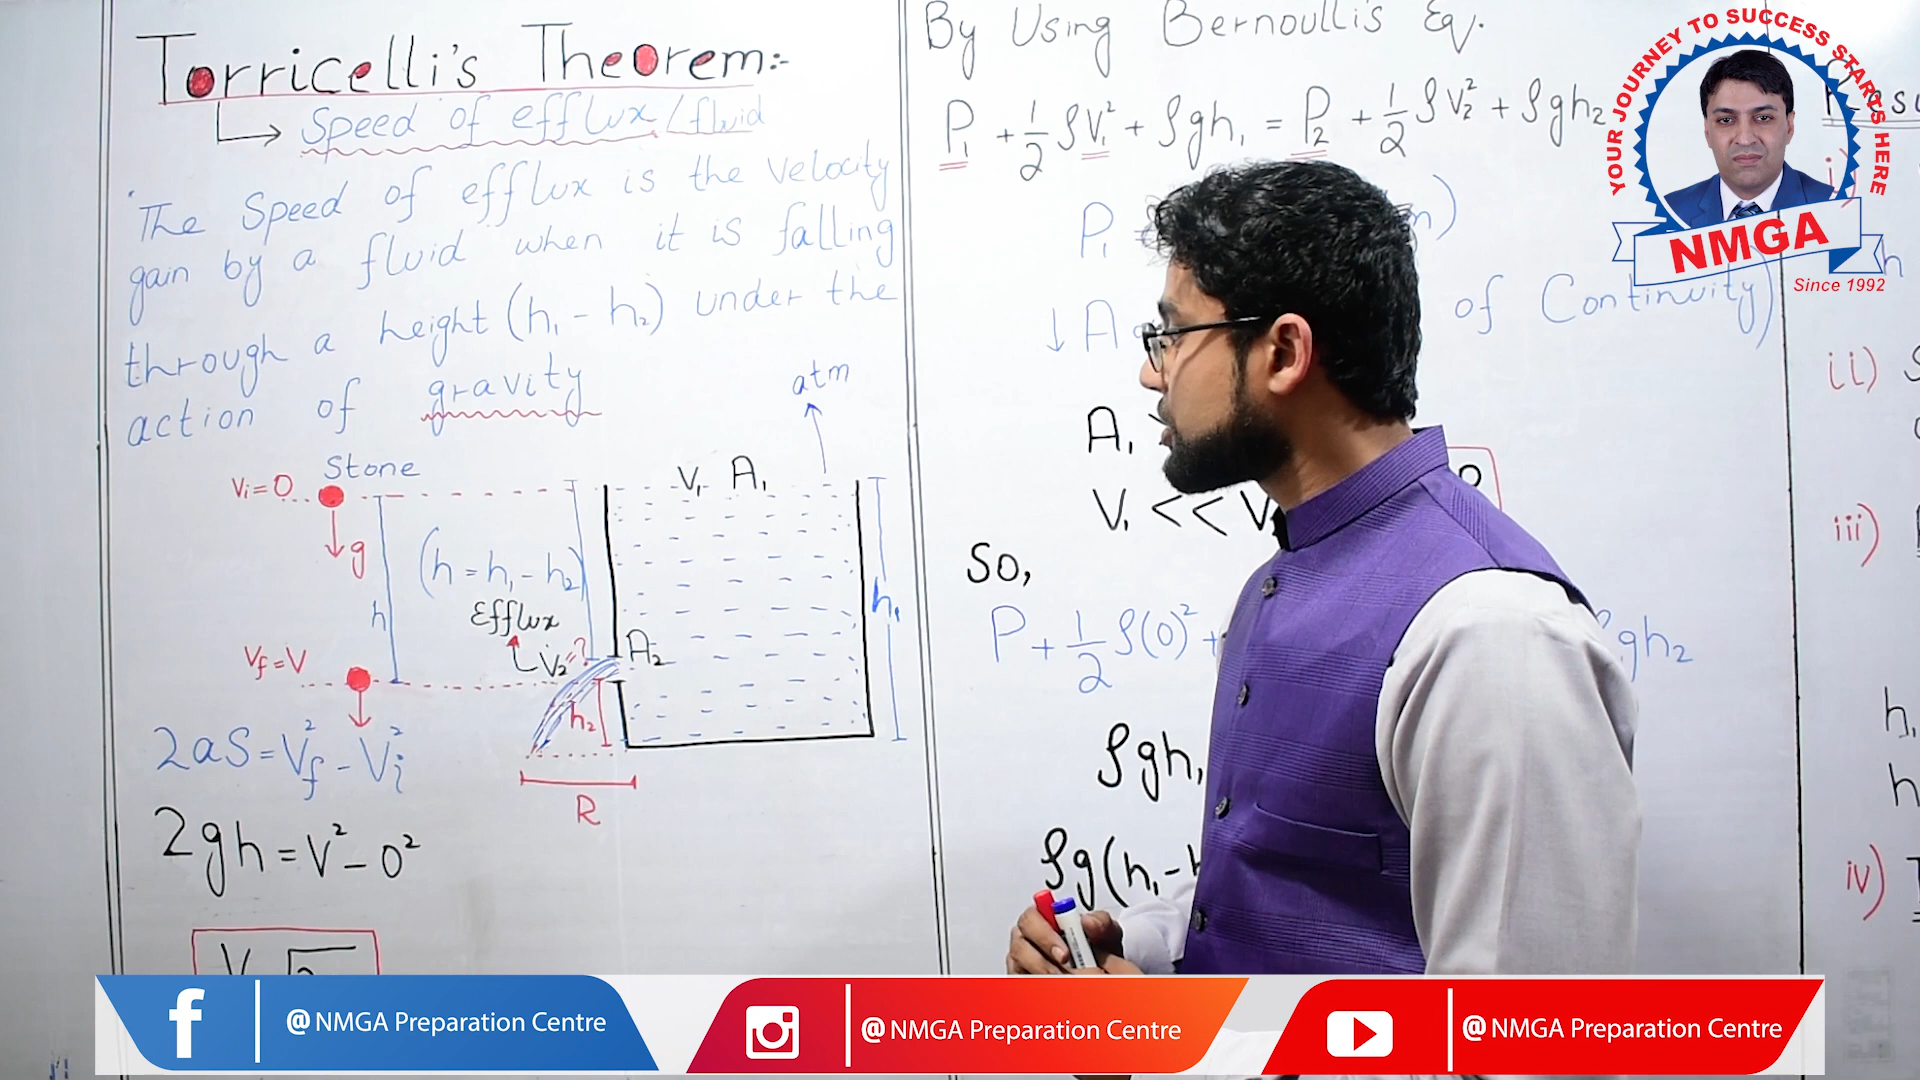 Torricelli's Theorem:-
Speed of efflux/fluid
The Speed of efflux is the velocity
gain by a fluid when it is falling
through a height (h₁ - h₂) under the
action of gravity
Stone
Vi = 0
g
h
(h = h₁ - h₂)
Efflux
V₂ = ?
Vf = V
atm
V₁ A₁
A₂
h₁
h₂
R
2aS = Vf² - Vi²
2gh = V² - 0²
V
By Using Bernoulli's Eq.
P₁ + 1/2 ρV₁² + ρgh₁ = P₂ + 1/2 ρV₂² + ρgh₂
P₁
↓ A of Continuity)
A₁
V₁ << V
0
So,
P + 1/2 ρ(0)² + ρgh₂
ρgh₁
ρg(h₁ - h
i)
h
ii) S
iii)
h₁
h
iv)
YOUR JOURNEY TO SUCCESS STARTS HERE
NMGA
Since 1992
@ NMGA Preparation Centre
@ NMGA Preparation Centre
@ NMGA Preparation Centre